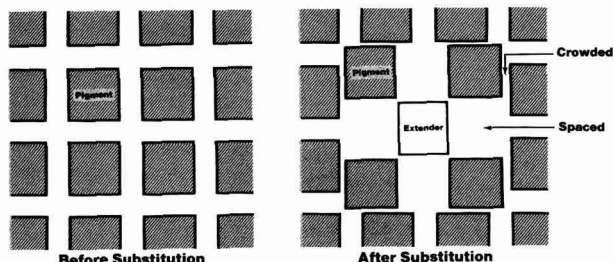 Pigment
Before Substitution
Pigment
Extender
Crowded
Spaced
After Substitution